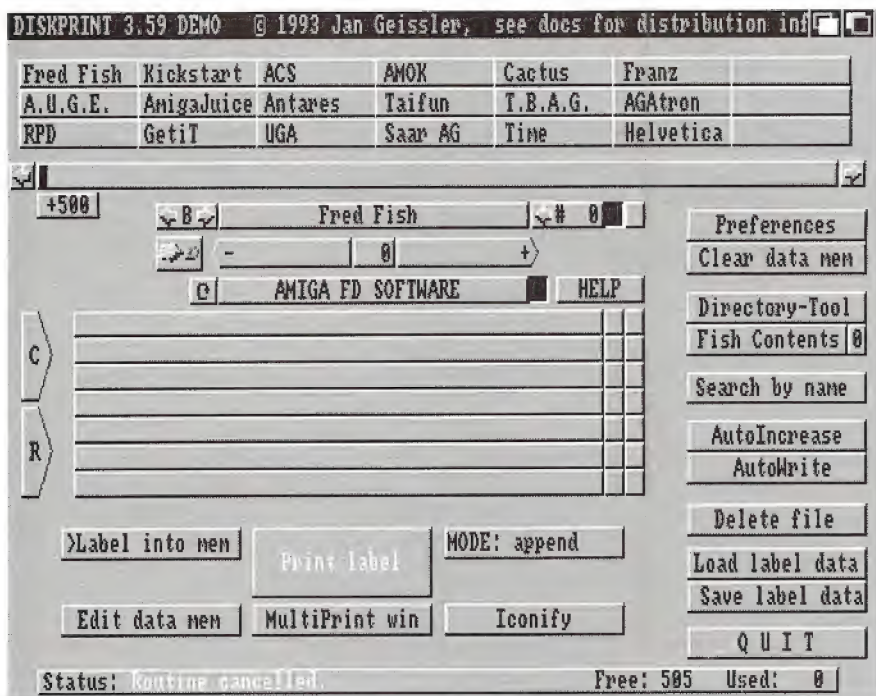 DISKPRINT 3.59 DEMO © 1993 Jan Geissler, see docs for distribution inf
Fred Fish Kickstart ACS AMOK Cactus Franz
A.U.G.E. AmigaJuice Antares Taifun T.B.A.G. AGAtron
RPD GetiT UGA Saar AG Time Helvetica
+500
B Fred Fish # 0
- 0 +
Preferences
Clear data mem
C AMIGA FD SOFTWARE HELP
Directory-Tool
Fish Contents 0
C
Search by name
R
AutoIncrease
AutoWrite
Delete file
>Label into mem Print label MODE: append
Load label data
Save label data
Edit data mem MultiPrint win Iconify
QUIT
Status: Routine cancelled. Free: 505 Used: 0